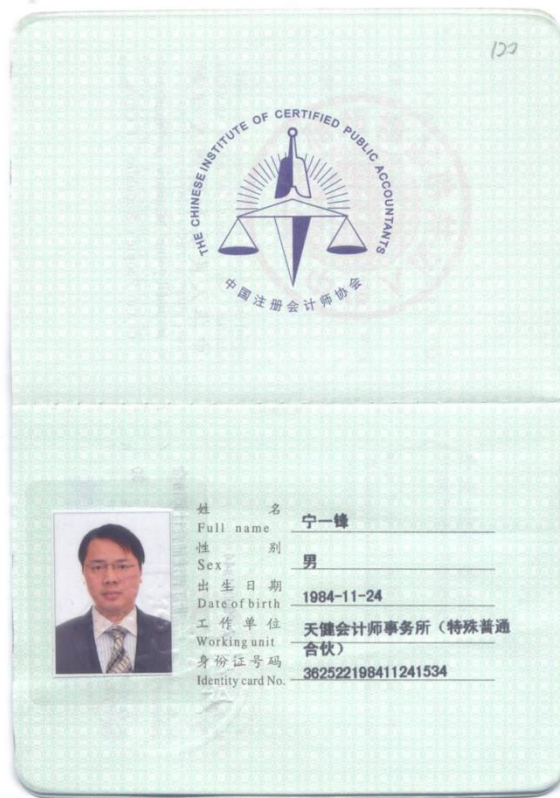 THE CHINESE INSTITUTE OF CERTIFIED PUBLIC ACCOUNTANTS
中国注册会计师协会
姓 名
Full name
宁一锋
性 别
Sex
男
出生日期
Date of birth
1984-11-24
工作单位
Working unit
天健会计师事务所（特殊普通
合伙）
身份证号码
Identity card No.
362522198411241534